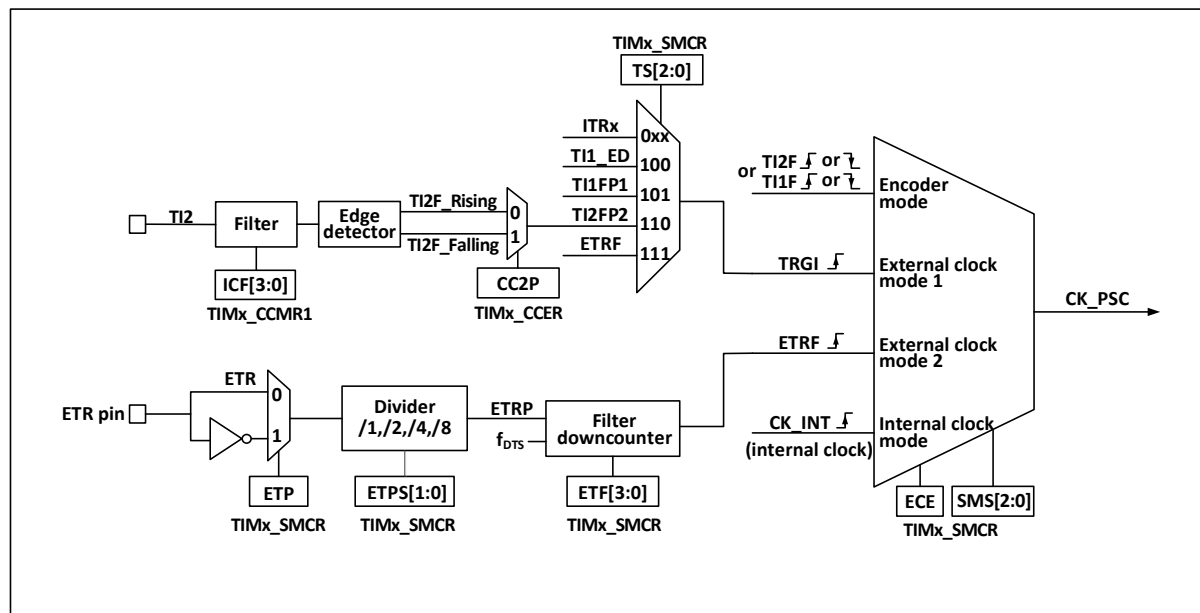 TIMx_SMCR
TS[2:0]
ITRx
0xx
TI1_ED
100
TI1FP1
101
TI2FP2
110
ETRF
111
TI2
Filter
ICF[3:0]
TIMx_CCMR1
Edge
detector
TI2F_Rising
TI2F_Falling
0
1
CC2P
TIMx_CCER
or TI2F or
TI1F or
Encoder
mode
TRGI
External clock
mode 1
ETRF
External clock
mode 2
CK_INT
(internal clock)
Internal clock
mode
CK_PSC
ECE
SMS[2:0]
TIMx_SMCR
ETR pin
ETR
0
1
ETP
TIMx_SMCR
Divider
/1,/2,/4,/8
ETPS[1:0]
TIMx_SMCR
ETRP
fDTS
Filter
downcounter
ETF[3:0]
TIMx_SMCR